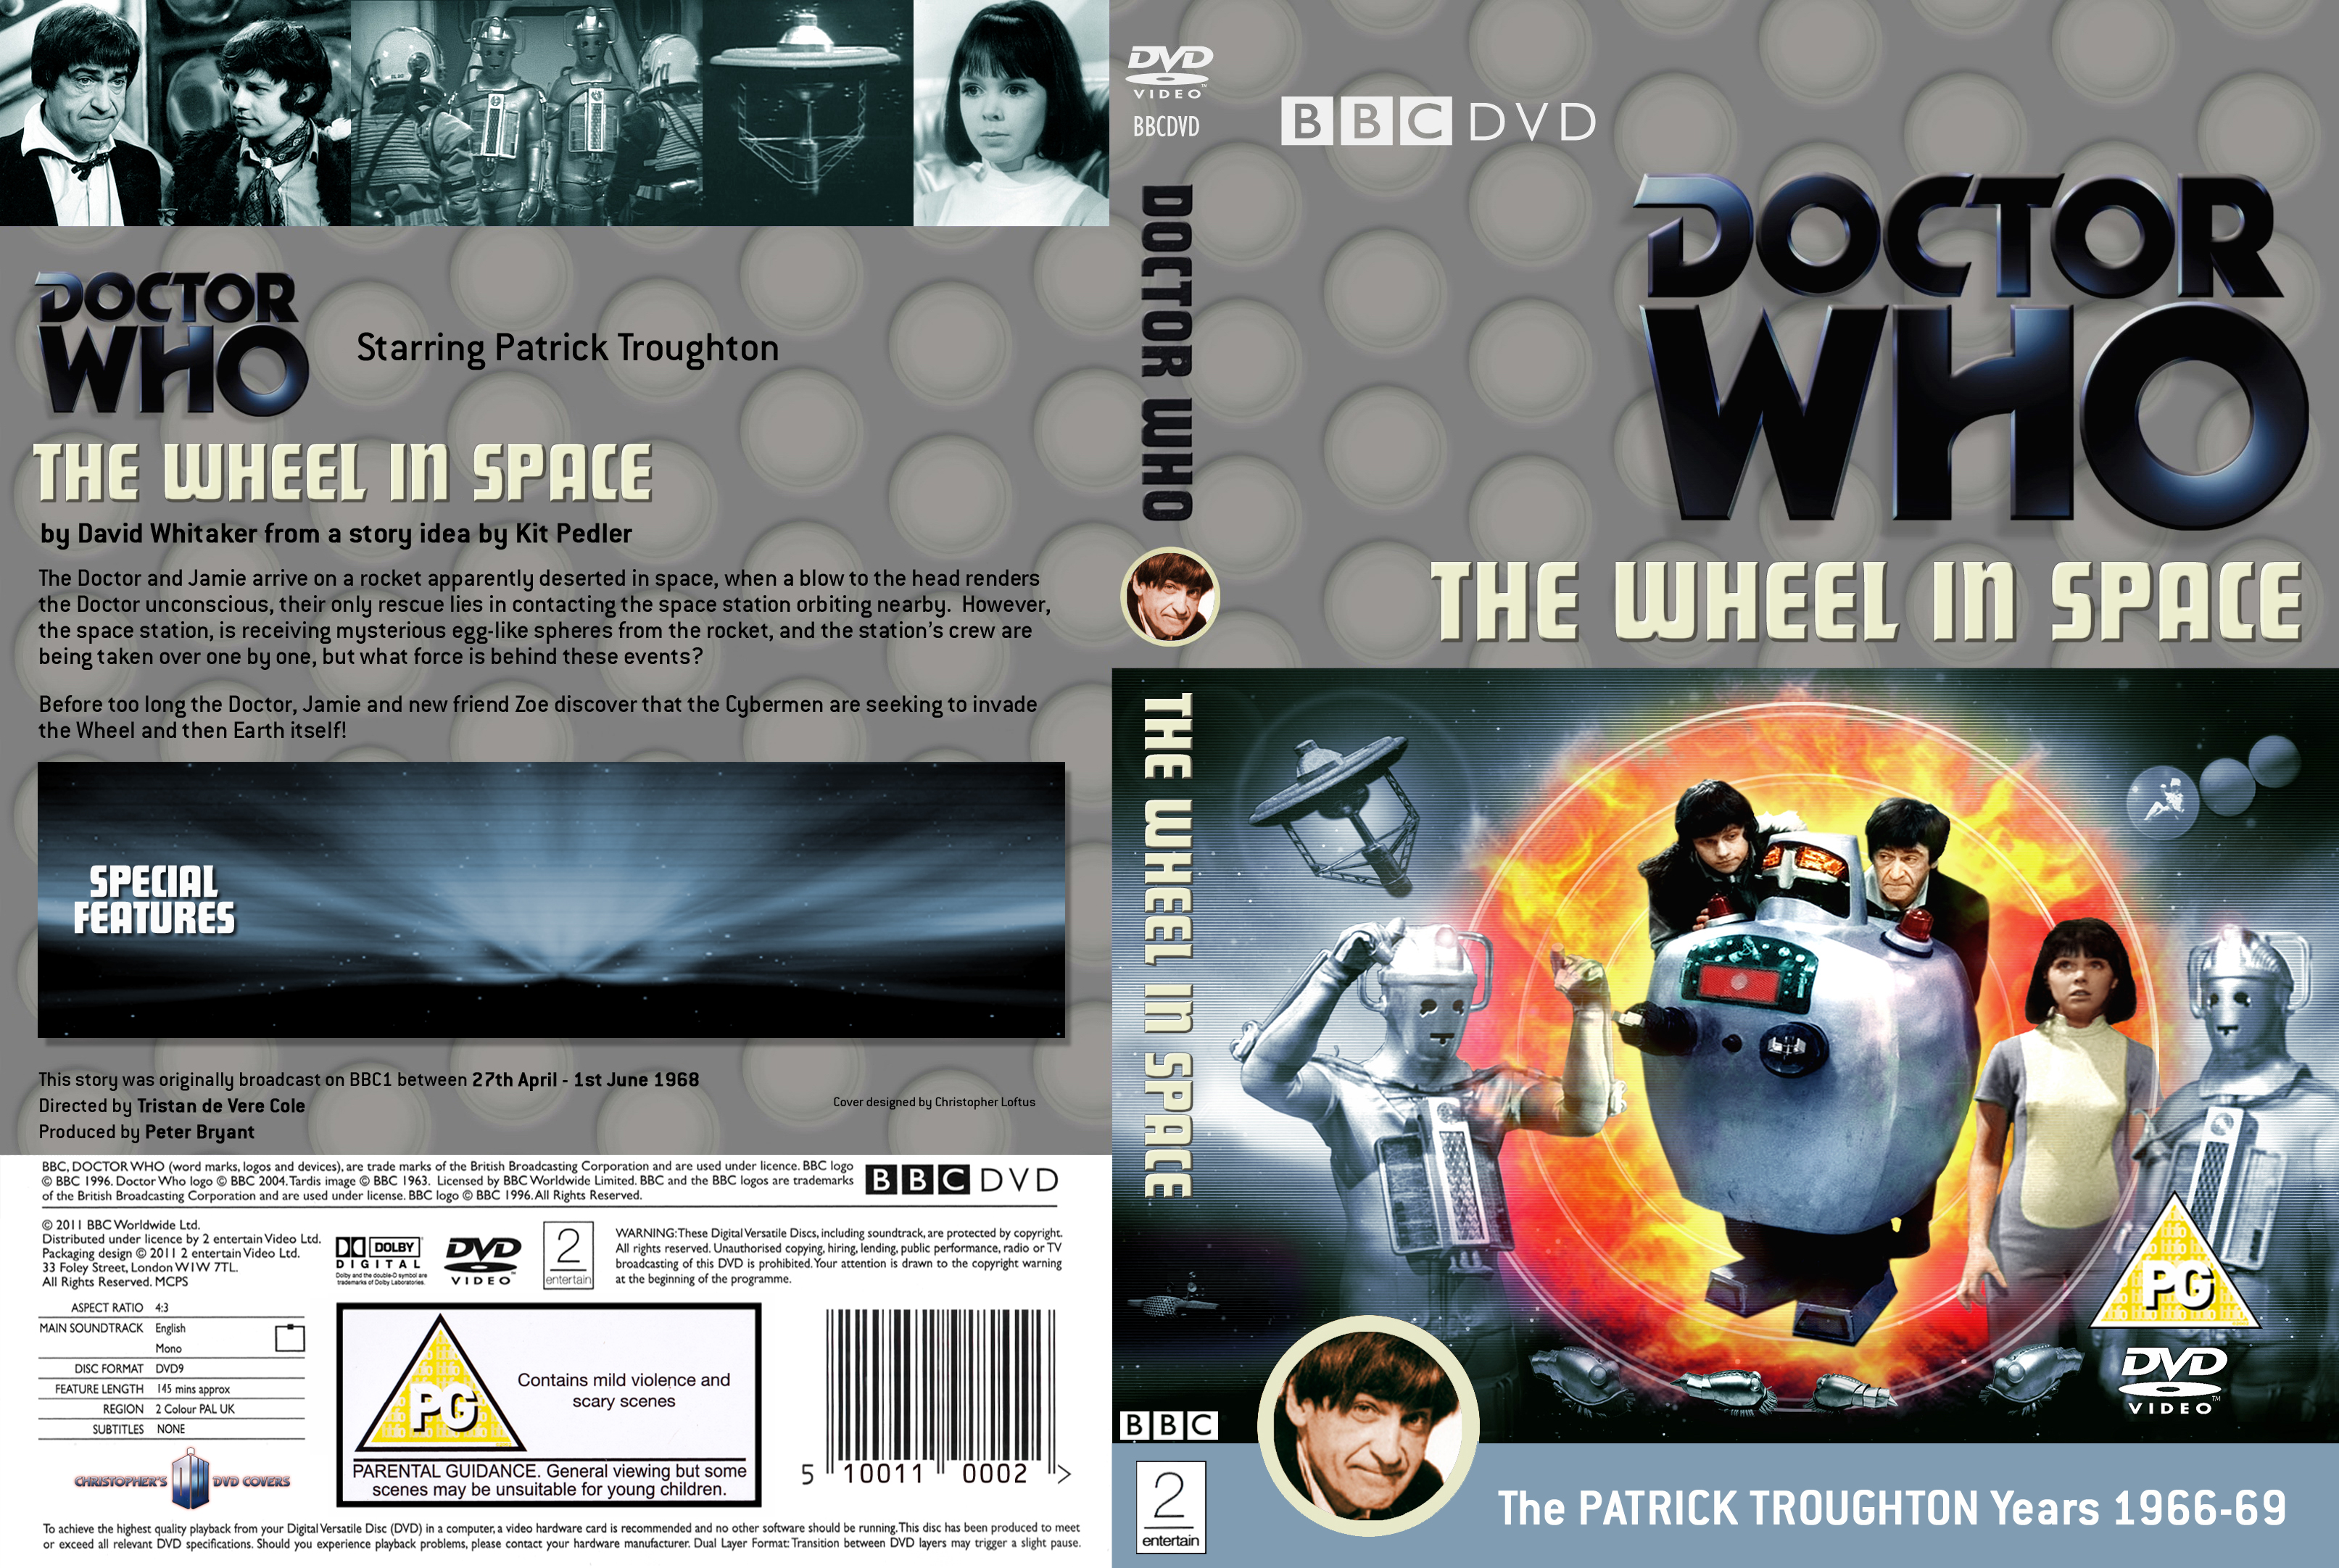 DOCTOR
WHO
Starring Patrick Troughton
THE WHEEL IN SPACE
by David Whitaker from a story idea by Kit Pedler
The Doctor and Jamie arrive on a rocket apparently deserted in space, when a blow to the head renders
the Doctor unconscious, their only rescue lies in contacting the space station orbiting nearby. However,
the space station, is receiving mysterious egg-like spheres from the rocket, and the station's crew are
being taken over one by one, but what force is behind these events?
Before too long the Doctor, Jamie and new friend Zoe discover that the Cybermen are seeking to invade
the Wheel and then Earth itself!
SPECIAL
FEATURES
This story was originally broadcast on BBC1 between 27th April - 1st June 1968
Directed by Tristan de Vere Cole
Produced by Peter Bryant
Cover designed by Christopher Loftus
BBC, DOCTOR WHO (word marks, logos and devices), are trade marks of the British Broadcasting Corporation and are used under licence. BBC logo
© BBC 1996. Doctor Who logo © BBC 2004. Tardis image © BBC 1963. Licensed by BBC Worldwide Limited. BBC and the BBC logos are trademarks
of the British Broadcasting Corporation and are used under license. BBC logo © BBC 1996. All Rights Reserved.
BBC DVD
© 2011 BBC Worldwide Ltd.
Distributed under licence by 2 entertain Video Ltd.
Packaging design © 2011 2 entertain Video Ltd.
33 Foley Street, London W1W 7TL.
All Rights Reserved. MCPS
DOLBY
DIGITAL
Dolby and the double-D symbol are
trademarks of Dolby Laboratories.
DVD
VIDEO™
2
entertain
WARNING: These Digital Versatile Discs, including soundtrack, are protected by copyright.
All rights reserved. Unauthorised copying, hiring, lending, public performance, radio or TV
broadcasting of this DVD is prohibited. Your attention is drawn to the copyright warning
at the beginning of the programme.
ASPECT RATIO 4:3
MAIN SOUNDTRACK English
Mono
DISC FORMAT DVD9
FEATURE LENGTH 145 mins approx
REGION 2 Colour PAL UK
SUBTITLES NONE
CHRISTOPHER'S DVD COVERS
PG
Contains mild violence and
scary scenes
PARENTAL GUIDANCE. General viewing but some
scenes may be unsuitable for young children.
5 10011 0002 >
To achieve the highest quality playback from your Digital Versatile Disc (DVD) in a computer, a video hardware card is recommended and no other software should be running. This disc has been produced to meet
or exceed all relevant DVD specifications. Should you experience playback problems, please contact your hardware manufacturer. Dual Layer Format: Transition between DVD layers may trigger a slight pause.
DVD
VIDEO™
BBCDVD
DOCTOR WHO
THE WHEEL IN SPACE
BBC
2
entertain
BBC DVD
DOCTOR
WHO
THE WHEEL IN SPACE
PG
DVD
VIDEO™
The PATRICK TROUGHTON Years 1966-69